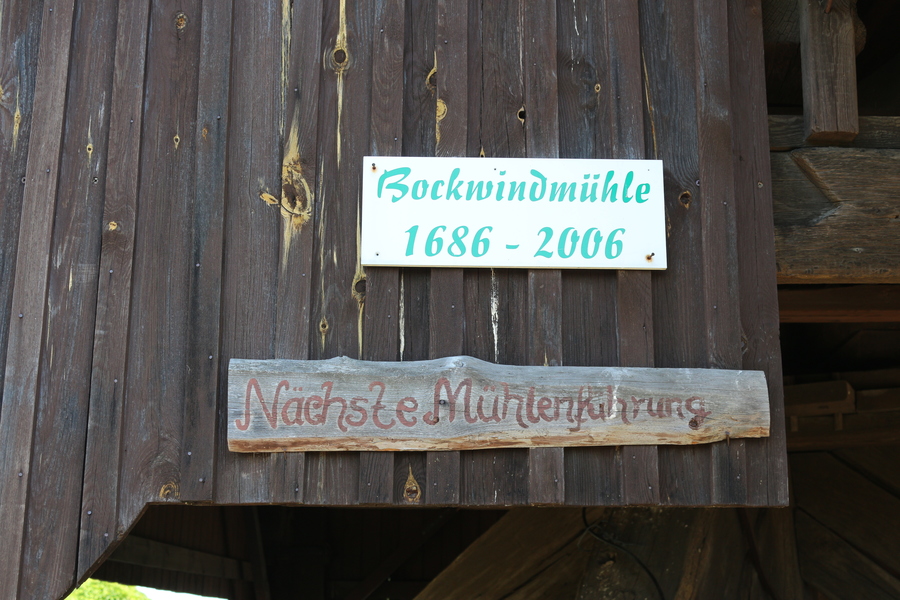 Bockwindmühle
1686 - 2006
Nächste Mühlenführung